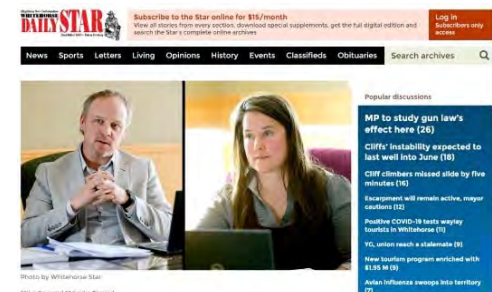 WHITEHORSE
DAILY STAR
Subscribe to the Star online for $15/month
View all stories from every section, download special supplements, get the full digital edition and
search the Star's complete online archives
Log in
Subscribers only
access
News Sports Letters Living Opinions History Events Classifieds Obituaries Search archives
Photo by Whitehorse Star
Popular discussions
MP to study gun law's
effect here (26)
Cliffs' instability expected to
last well into June (18)
Cliff climbers missed slide by five
minutes (16)
Escarpment will remain active, mayor
cautions (12)
Positive COVID-19 tests waylay
tourists in Whitehorse (11)
YG, union reach a stalemate (9)
New tourism program enriched with
$1.95 M (9)
Avian influenza swoops into territory
(7)